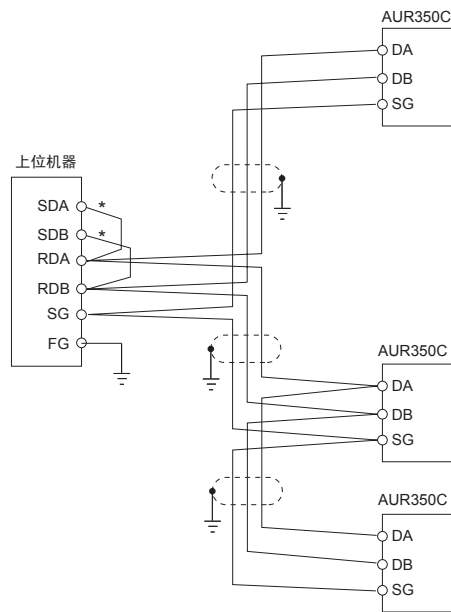 AUR350C
DA
DB
SG
上位机器
SDA *
SDB *
RDA
RDB
SG
FG
AUR350C
DA
DB
SG
AUR350C
DA
DB
SG